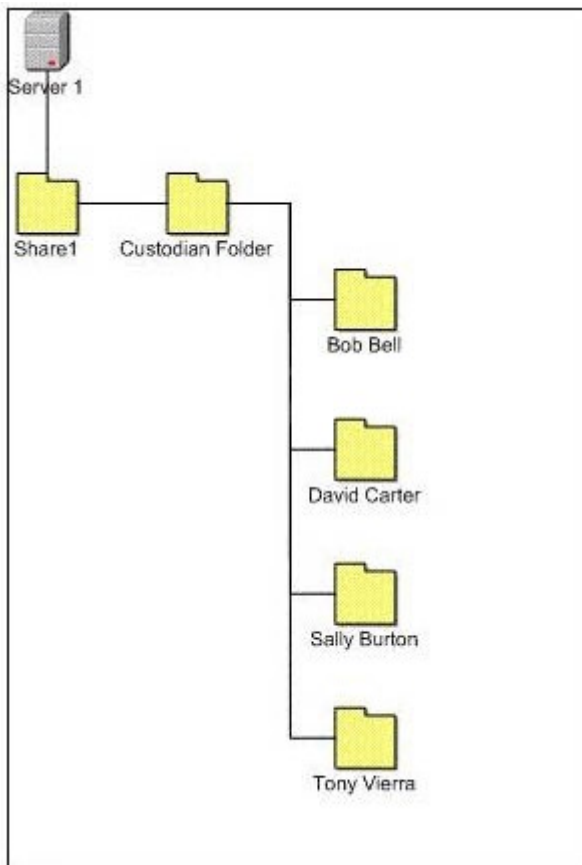 Server 1
Share1
Custodian Folder
Bob Bell
David Carter
Sally Burton
Tony Vierra